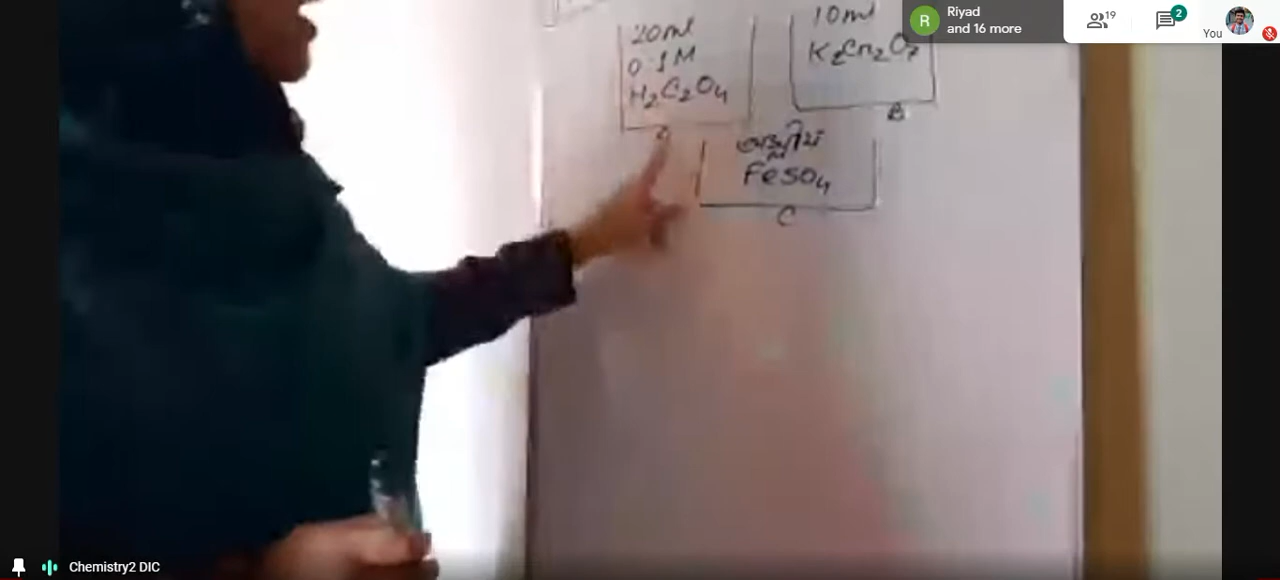 20ml
0.1M
H₂C₂O₄
10ml
K₂Cr₂O₇
B
FeSO₄
C
R
Riyad
and 16 more
19
2
You
Chemistry2 DIC